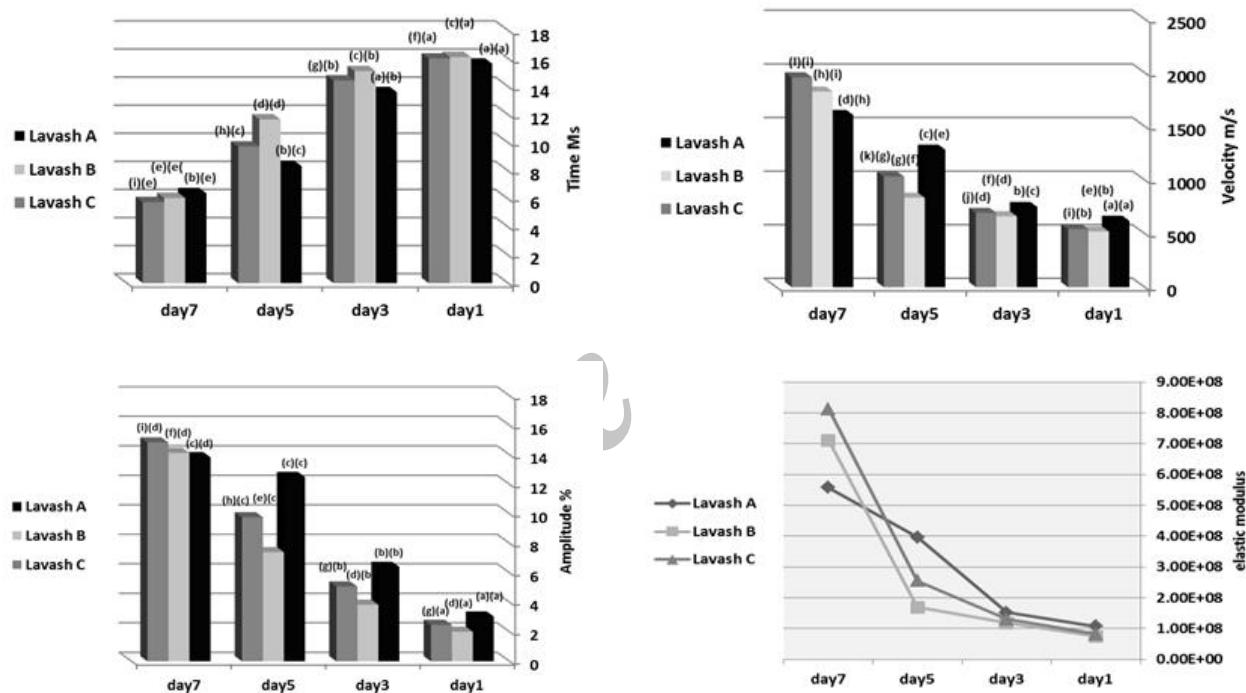 (i)(e)
(e)(e(
(b)(e)
(h)(c)
(d)(d)
(b)(c)
(g)(b)
(c)(b)
(a)(b)
(f)(a)
(c)(a)
(a)(a)
Lavash A
Lavash B
Lavash C
18
16
14
12
10
8
6
4
2
0
Time Ms
day7
day5
day3
day1
(h)(i)
(d)(h)
(k)(g)
(g)(f)
(c)(e)
(j)(d)
(f)(d)
b)(c)
(i)(b)
(e)(b)
(a)(a)
Lavash A
Lavash B
Lavash C
2500
2000
1500
1000
500
0
Velocity m/s
day7
day5
day3
day1
(i)(d)
(f)(d)
(c)(d)
(h)(c)
(e)(c
(c)(c)
(g)(b)
(d)(b
(b)(b)
(g)(a)
(d)(a)
(a)(a)
Lavash A
Lavash B
Lavash C
18
16
14
12
10
8
6
4
2
0
Amplitude %
day7
day5
day3
day1
Lavash A
Lavash B
Lavash C
9.00E+08
8.00E+08
7.00E+08
6.00E+08
5.00E+08
4.00E+08
3.00E+08
2.00E+08
1.00E+08
0.00E+00
elastic modulus
day7
day5
day3
day1